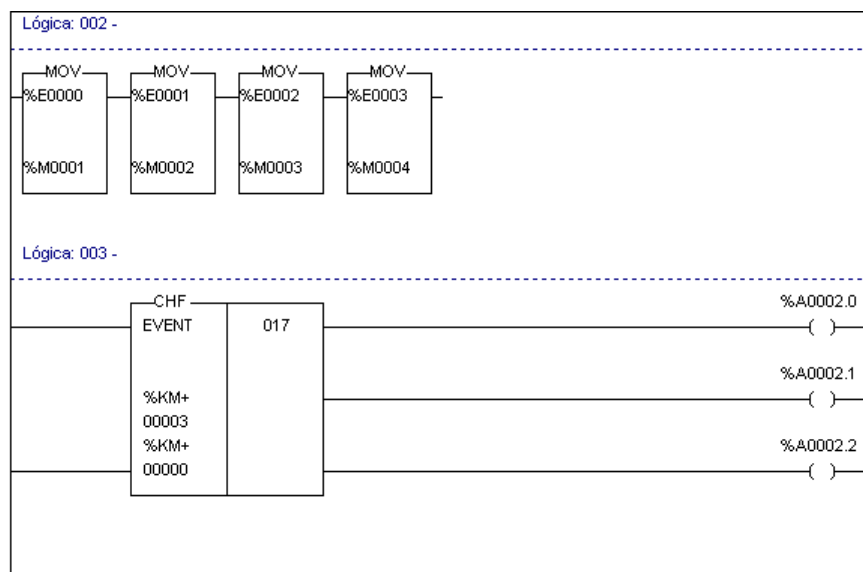 Lógica: 002 -
MOV MOV MOV MOV
%E0000 %E0001 %E0002 %E0003
%M0001 %M0002 %M0003 %M0004
Lógica: 003 -
CHF %A0002.0
EVENT 017
%A0002.1
%KM+
00003
%KM+ %A0002.2
00000